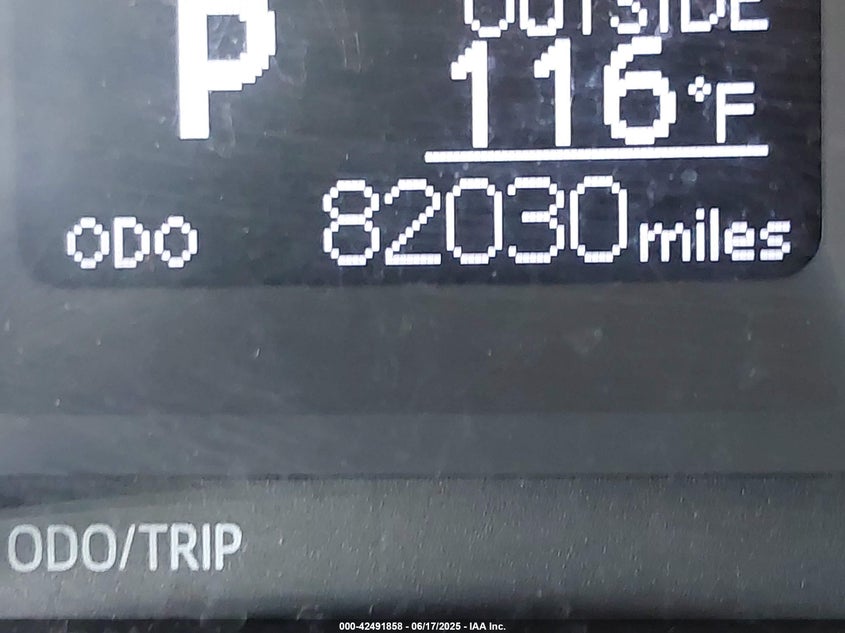 P
OUTSIDE
116°F
ODO 82030 miles
ODO/TRIP
000-42491858 - 06/17/2025 - IAA Inc.